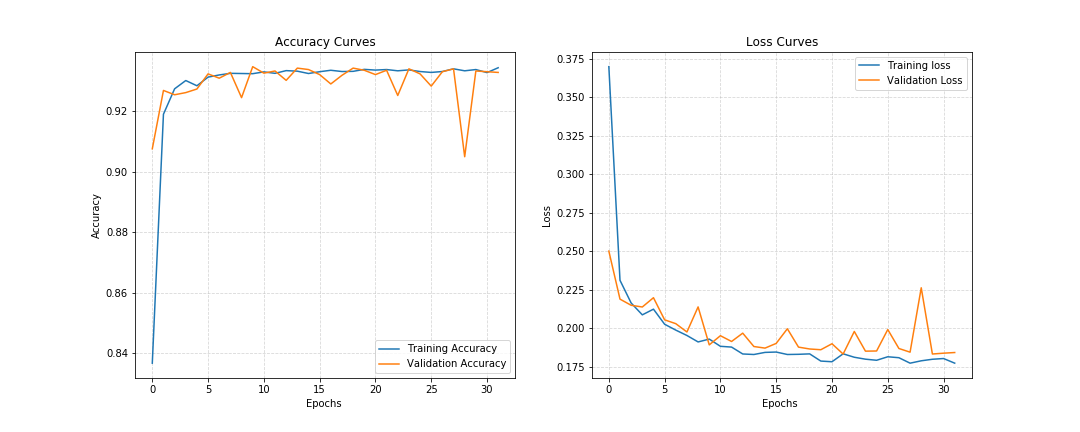 Accuracy Curves
Accuracy
0.92
0.90
0.88
0.86
0.84
0
5
10
15
20
25
30
Epochs
Training Accuracy
Validation Accuracy
Loss Curves
Loss
0.375
0.350
0.325
0.300
0.275
0.250
0.225
0.200
0.175
0
5
10
15
20
25
30
Epochs
Training loss
Validation Loss